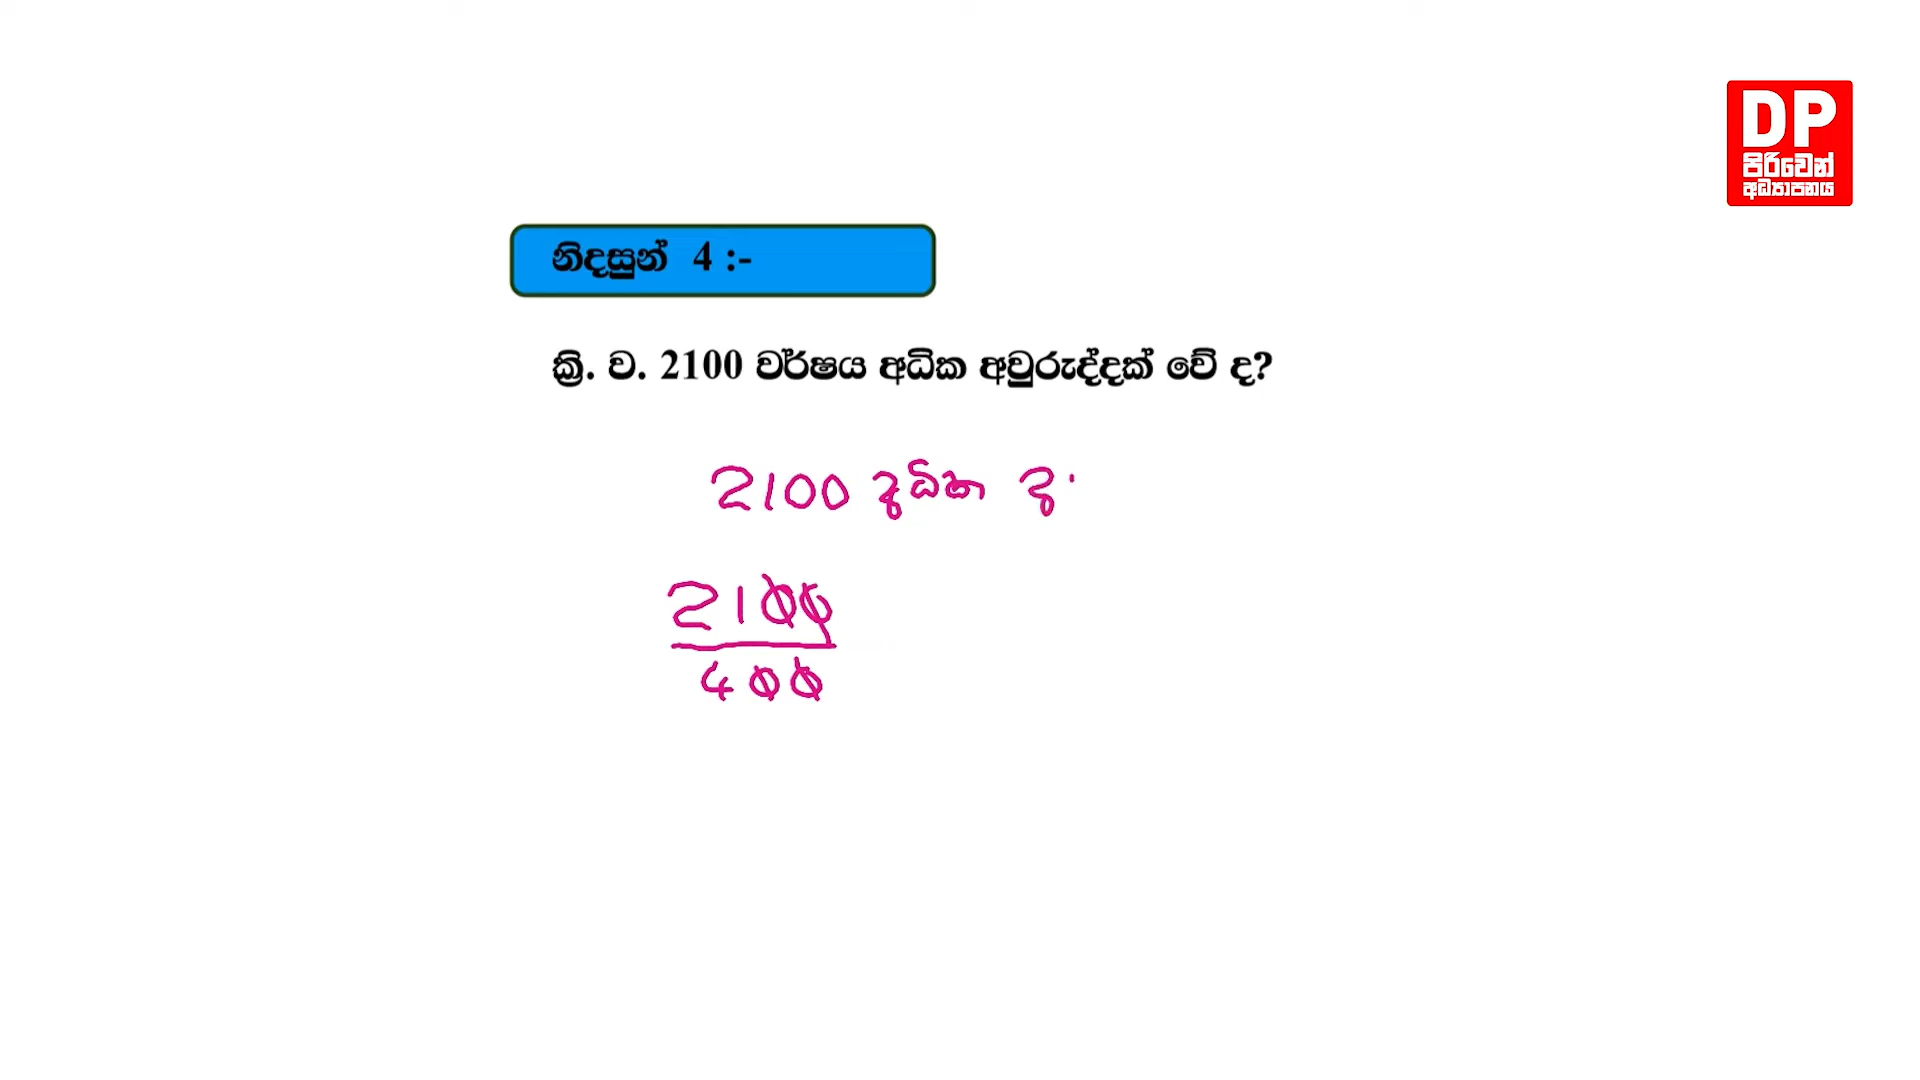 DP
පිරිවෙන්
අධ්‍යාපනය
නිදසුන් 4 :-
ක්‍රි. ව. 2100 වර්ෂය අධික අවුරුද්දක් වේ ද?
2100 අධික ද
2100
400